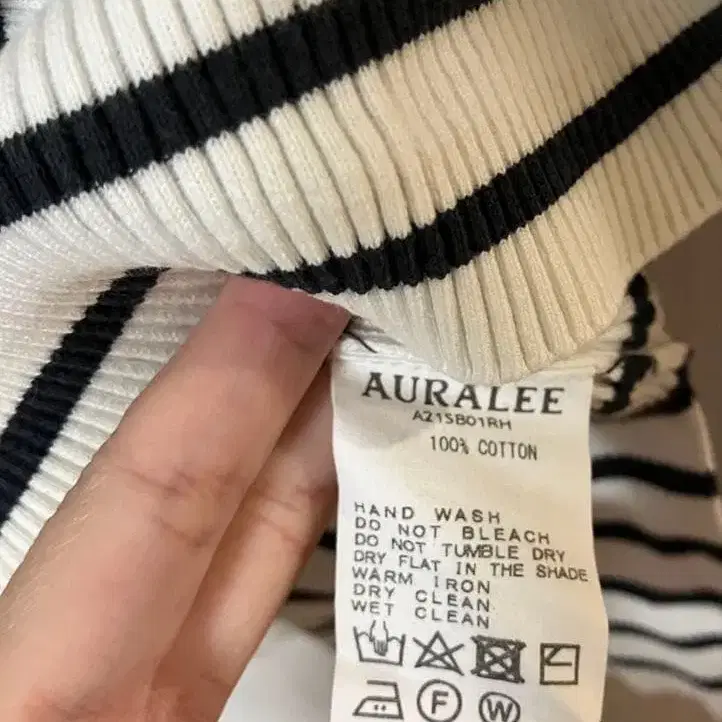 AURALEE
A21SB01RH
100% COTTON
HAND WASH
DO NOT BLEACH
DO NOT TUMBLE DRY
DRY FLAT IN THE SHADE
WARM IRON
DRY CLEAN
WET CLEAN
F W